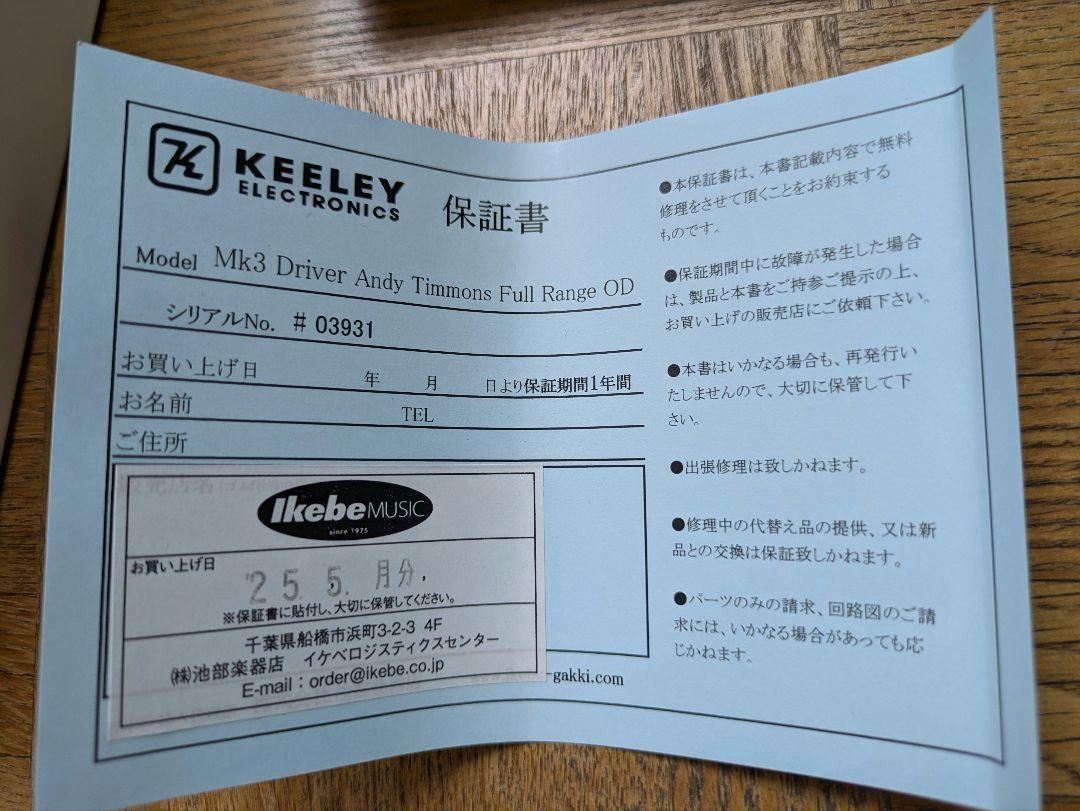 KEELEY
ELECTRONICS
保証書
Model Mk3 Driver Andy Timmons Full Range OD
シリアルNo. # 03931
お買い上げ日 年 月 日より保証期間1年間
お名前 TEL
ご住所
Ikebe MUSIC
since 1975
お買い上げ日
'25. 5. 月分,
※保証書に貼付し、大切に保管してください。
千葉県船橋市浜町3-2-3 4F
㈱池部楽器店 イケベロジスティクスセンター
E-mail : order@ikebe.co.jp
-gakki.com
●本保証書は、本書記載内容で無料
修理をさせて頂くことをお約束する
ものです。
●保証期間中に故障が発生した場合
は、製品と本書をご持参ご提示の上、
お買い上げの販売店にご依頼下さい。
●本書はいかなる場合も、再発行い
たしませんので、大切に保管して下
さい。
●出張修理は致しかねます。
●修理中の代替え品の提供、又は新
品との交換は保証致しかねます。
●パーツのみの請求、回路図のご請
求には、いかなる場合があっても応
じかねます。